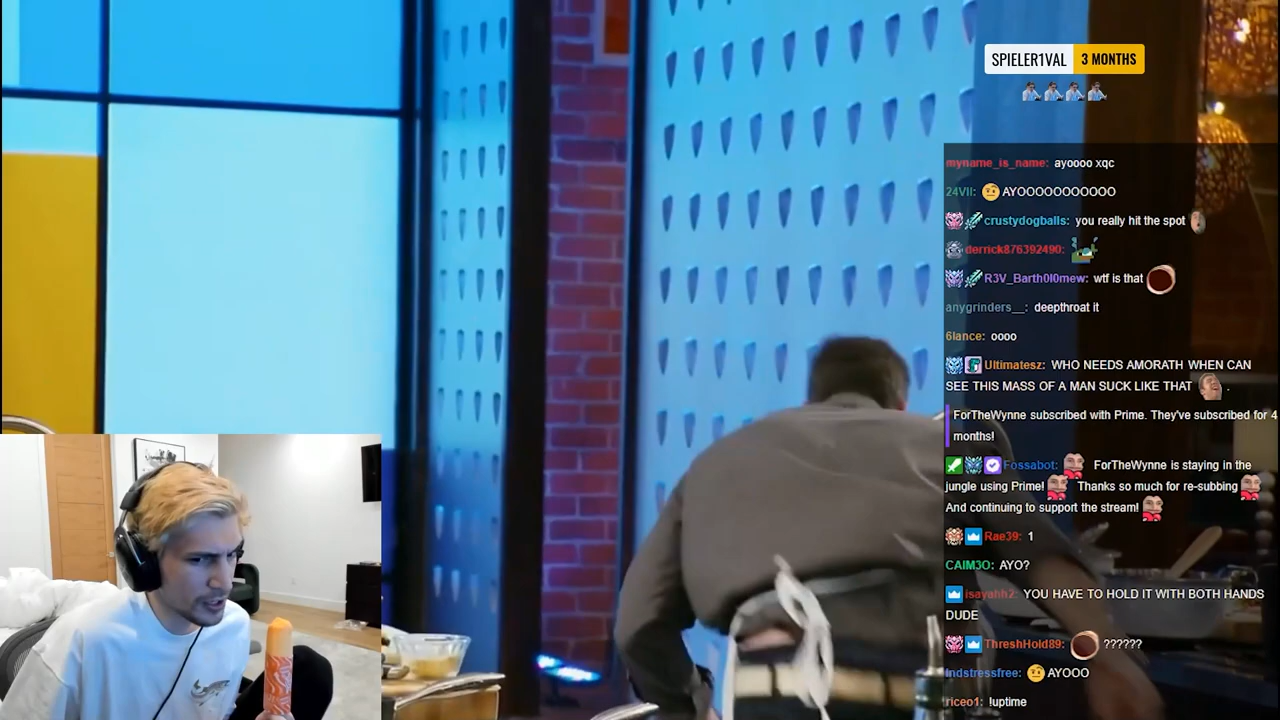 SPIELER1VAL 3 MONTHS
myname_is_name: ayoooo xqc
24VII: AYOOOOOOOOOOO
crustydogballs: you really hit the spot
derrick876392490:
R3V_Barth0l0mew: wtf is that
anygrinders__: deepthroat it
6lance: oooo
Ultimatesz: WHO NEEDS AMORATH WHEN CAN
SEE THIS MASS OF A MAN SUCK LIKE THAT .
ForTheWynne subscribed with Prime. They've subscribed for 4
months!
Fossabot: ForTheWynne is staying in the
jungle using Prime! Thanks so much for re-subbing
And continuing to support the stream!
Rae39: 1
CAIM3O: AYO?
isayahh2: YOU HAVE TO HOLD IT WITH BOTH HANDS
DUDE
ThreshHold89: ??????
indstressfree: AYOOO
riceo1: !uptime